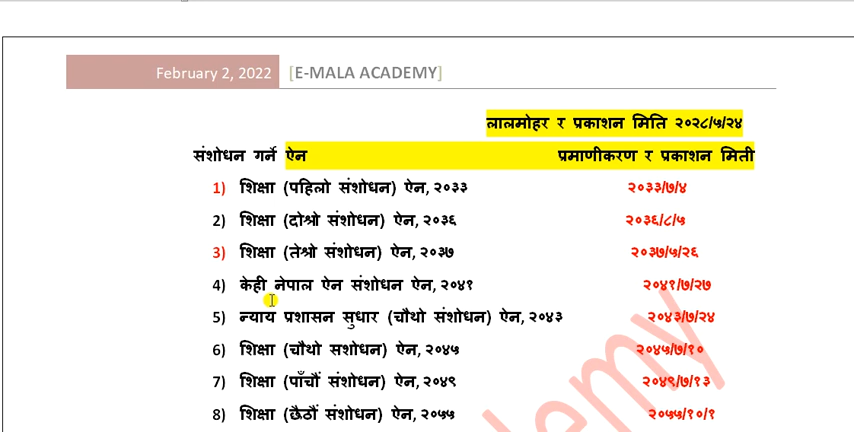 February 2, 2022 [E-MALA ACADEMY]
लालमोहर र प्रकाशन मिति २०२८/५/२४
संशोधन गर्ने ऐन प्रमाणीकरण र प्रकाशन मिती
1) शिक्षा (पहिलो संशोधन) ऐन, २०३३ २०३३/७/४
2) शिक्षा (दोश्रो संशोधन) ऐन, २०३६ २०३६/८/५
3) शिक्षा (तेश्रो संशोधन) ऐन, २०३७ २०३७/५/२६
4) केही नेपाल ऐन संशोधन ऐन, २०४१ २०४१/७/२७
5) न्याय प्रशासन सुधार (चौथो संशोधन) ऐन, २०४३ २०४३/७/२४
6) शिक्षा (चौथो सशोधन) ऐन, २०४५ २०४५/७/१०
7) शिक्षा (पाँचौं संशोधन) ऐन, २०४९ २०४९/७/१३
8) शिक्षा (छैठौं संशोधन) ऐन, २०५५ २०५५/१०/१